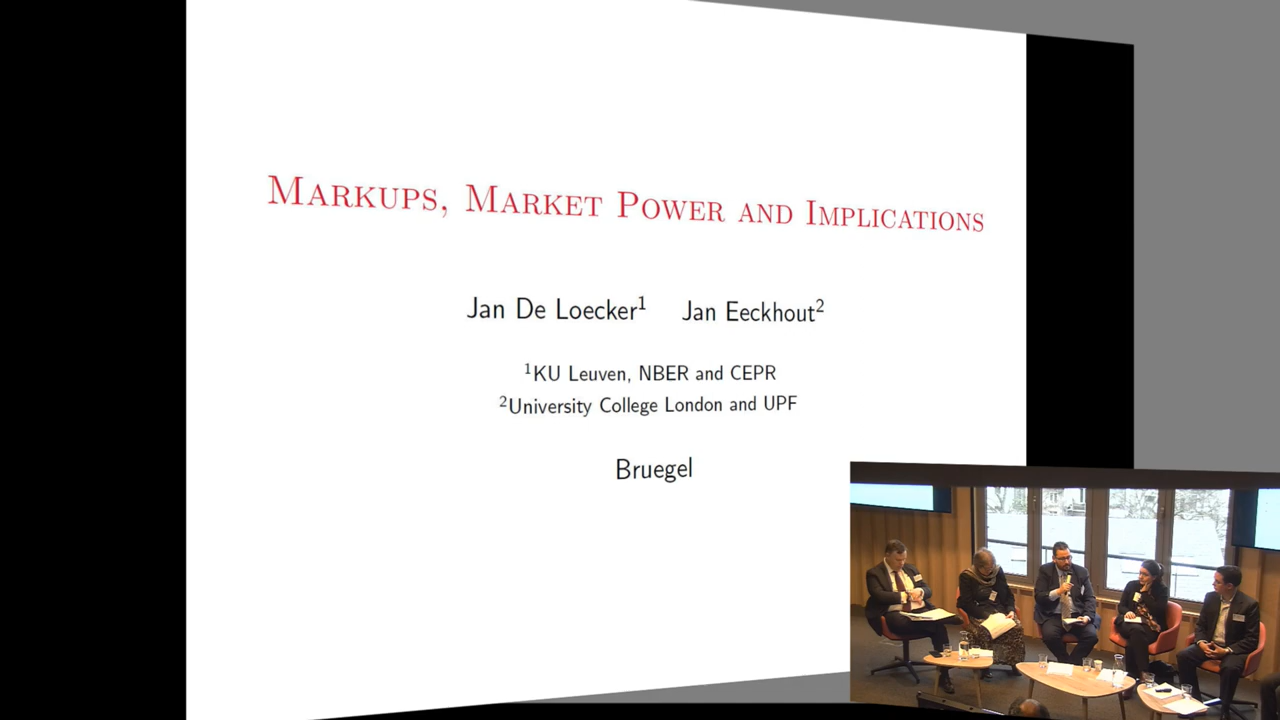 Markups, Market Power and Implications
Jan De Loecker¹ Jan Eeckhout²
¹KU Leuven, NBER and CEPR
²University College London and UPF
Bruegel